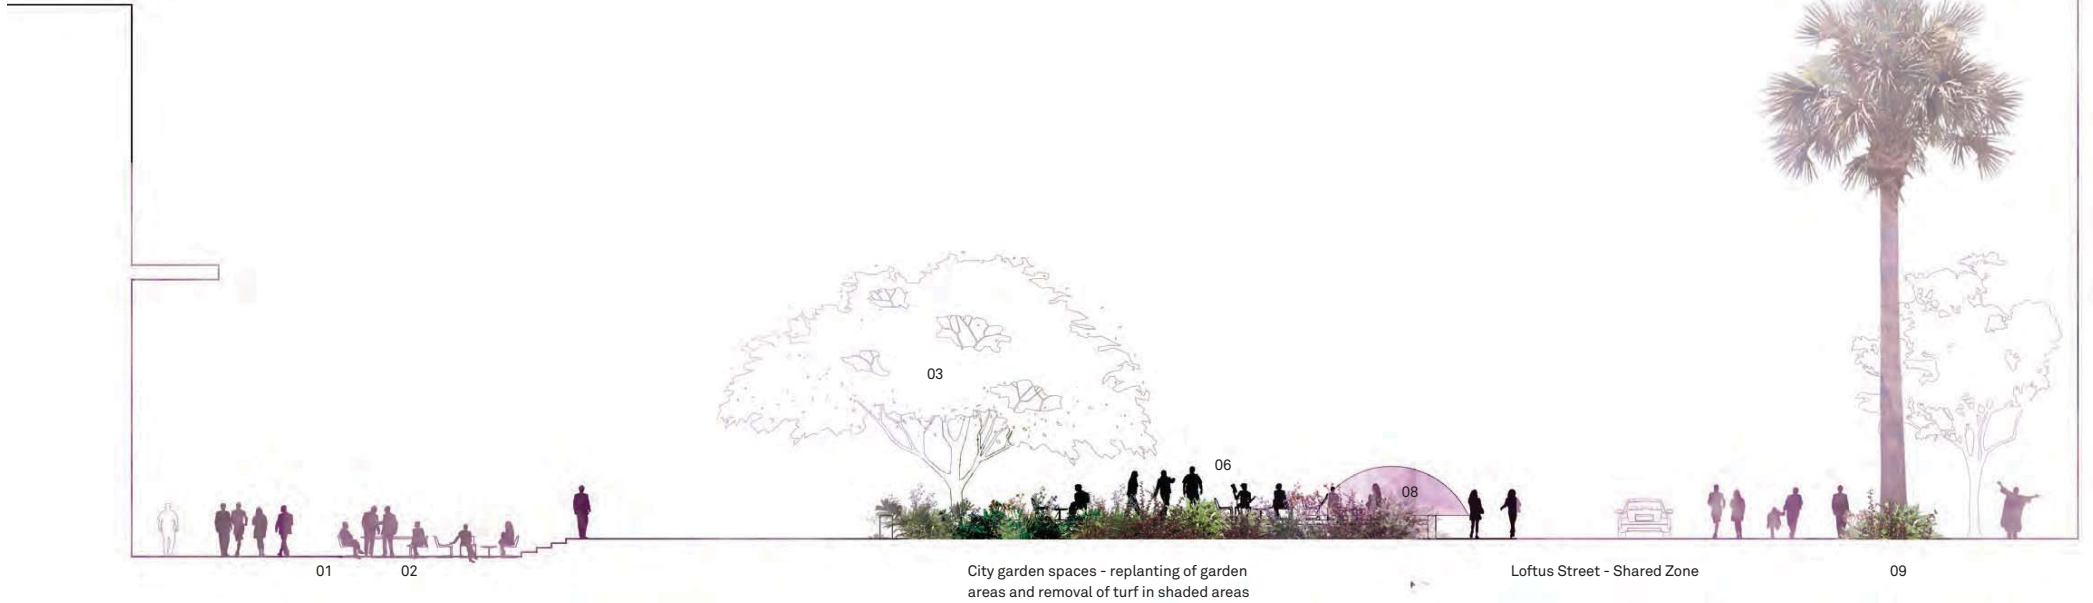 03
06
08
01
02
City garden spaces - replanting of garden
areas and removal of turf in shaded areas
Loftus Street - Shared Zone
09